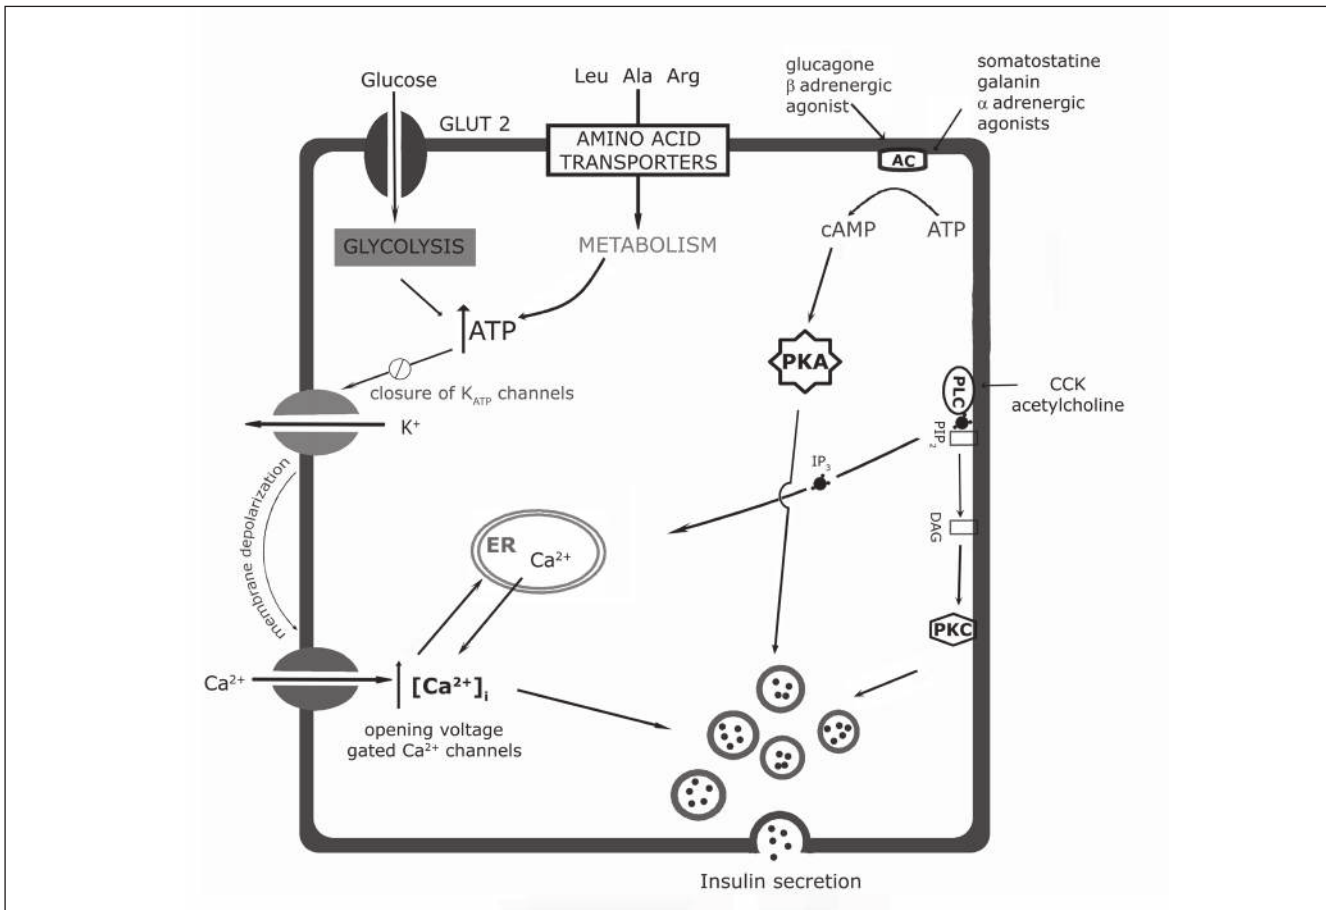 Glucose
GLUT 2
Leu Ala Arg
AMINO ACID
TRANSPORTERS
glucagone
β adrenergic
agonist
somatostatine
galanin
α adrenergic
agonists
AC
GLYCOLYSIS
METABOLISM
cAMP
ATP
ATP
closure of K_ATP channels
K⁺
PKA
PLC
CCK
acetylcholine
PIP₂
IP₃
DAG
membrane depolarization
ER
Ca²⁺
PKC
Ca²⁺
[Ca²⁺]ᵢ
opening voltage
gated Ca²⁺ channels
Insulin secretion